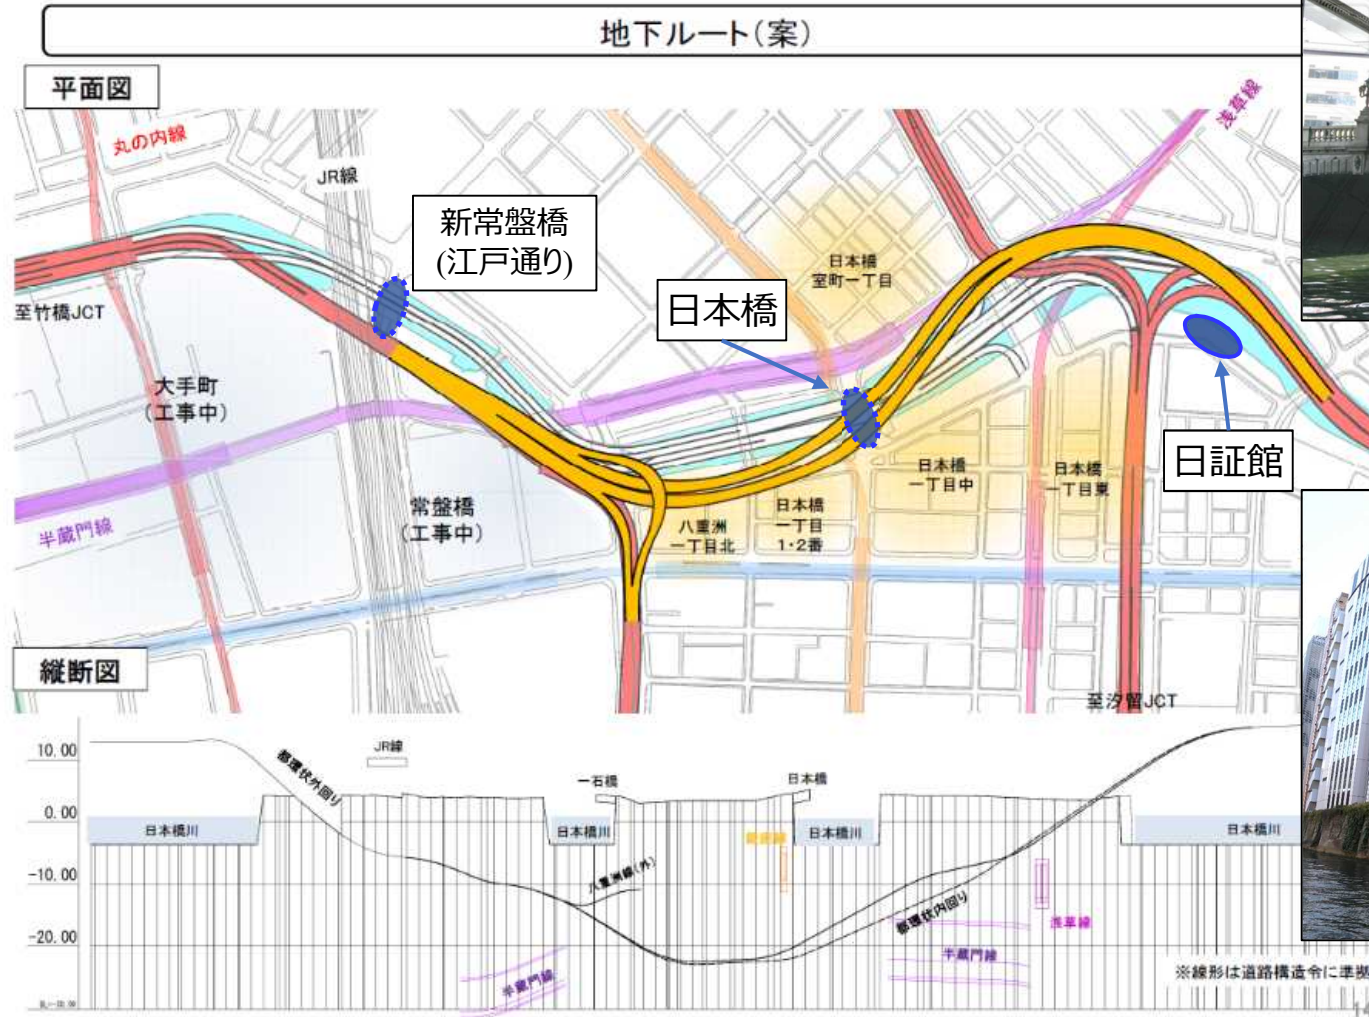 地下ルート(案)
平面図
丸の内線
JR線
浅草線
新常盤橋
(江戸通り)
日本橋
室町一丁目
日本橋
至竹橋JCT
大手町
(工事中)
半蔵門線
常盤橋
(工事中)
八重洲
一丁目北
日本橋
一丁目
1・2番
日本橋
一丁目中
日本橋
一丁目東
日証館
至汐留JCT
縦断図
10.00
0.00
-10.00
-20.00
都環状外回り
JR線
一石橋
日本橋
日本橋川
日本橋川
日本橋川
日本橋川
八重洲線(外)
銀座線
都環状内回り
浅草線
半蔵門線
半蔵門線
※線形は道路構造令に準拠